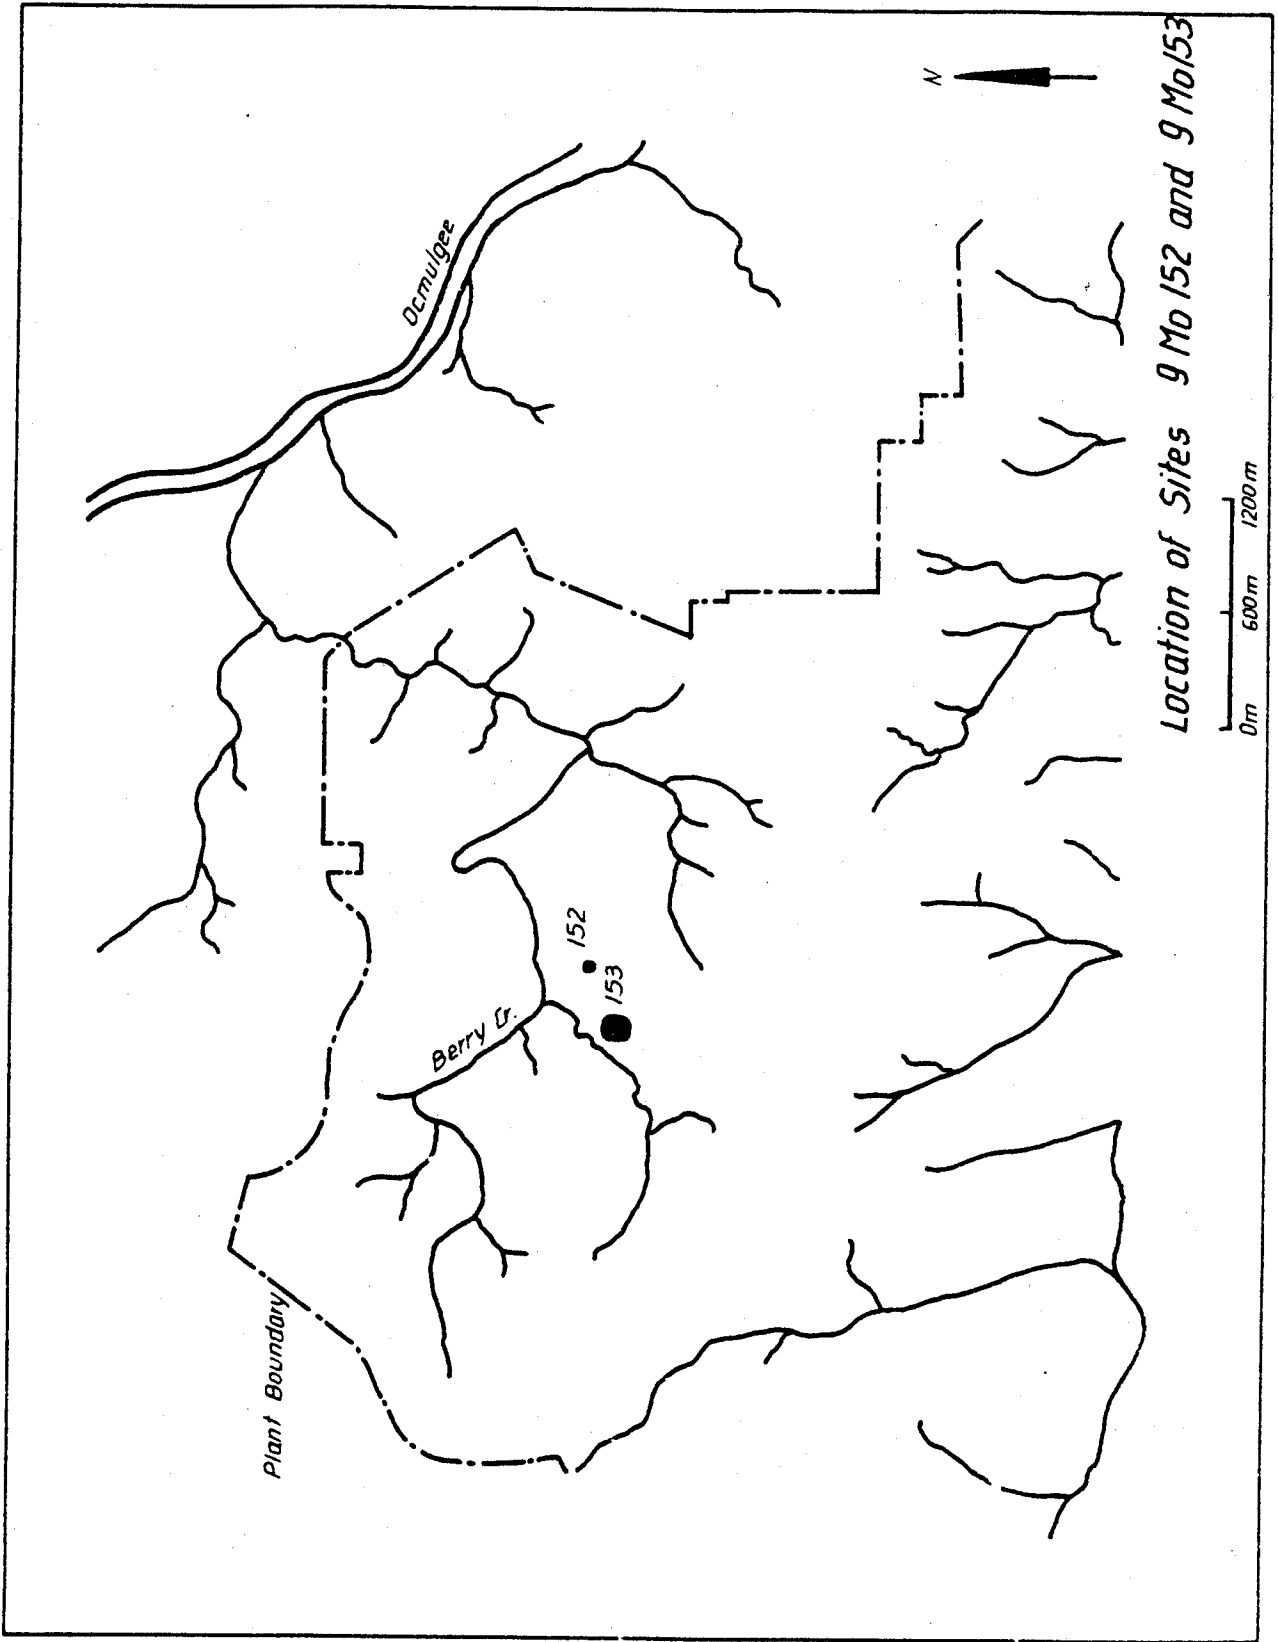 N
Ocmulgee
Berry Cr.
152
153
Plant Boundary
Location of Sites 9 Mo 152 and 9 Mo 153
0m 600m 1200m